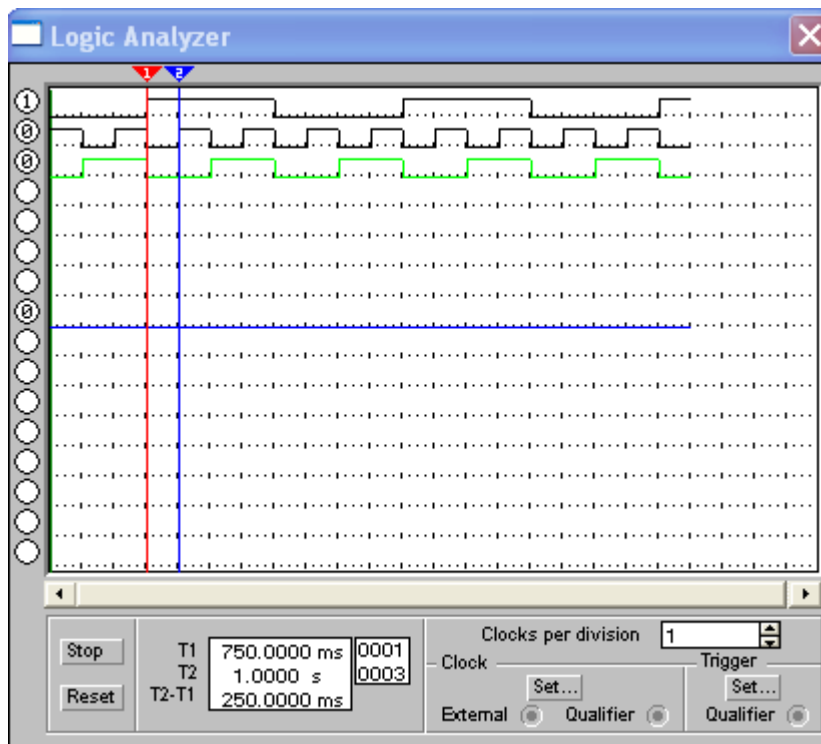 Logic Analyzer
1 2
1
0
0
0
Clocks per division 1
Stop T1 750.0000 ms 0001
T2 1.0000 s 0003
Clock Trigger
Reset T2-T1 250.0000 ms
Set... Set...
External Qualifier Qualifier